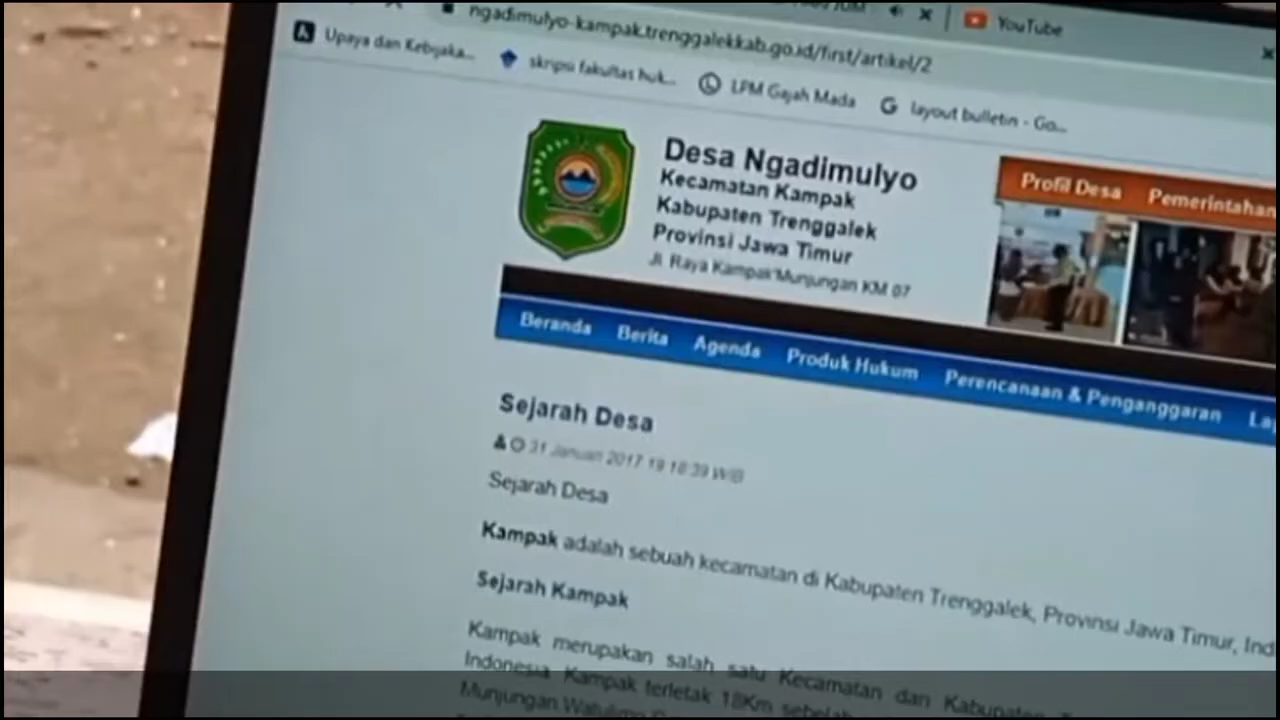 YouTube
ngadimulyo-kampak.trenggalekkab.go.id/first/artikel/2
Upaya dan Kebijaka...
skripsi fakultas huk...
LPM Gajah Mada
layout bulletin - Go...
Desa Ngadimulyo
Kecamatan Kampak
Kabupaten Trenggalek
Provinsi Jawa Timur
Jl. Raya Kampak Munjungan KM 07
Profil Desa Pemerintahan
Beranda Berita Agenda Produk Hukum Perencanaan & Penganggaran
Sejarah Desa
31 Januari 2017 19 18:39 WIB
Sejarah Desa
Kampak adalah sebuah kecamatan di Kabupaten Trenggalek, Provinsi Jawa Timur, Ind
Sejarah Kampak
Kampak merupakan salah satu Kecamatan dari Kabupaten
Indonesia Kampak terletak 18Km
Munjungan